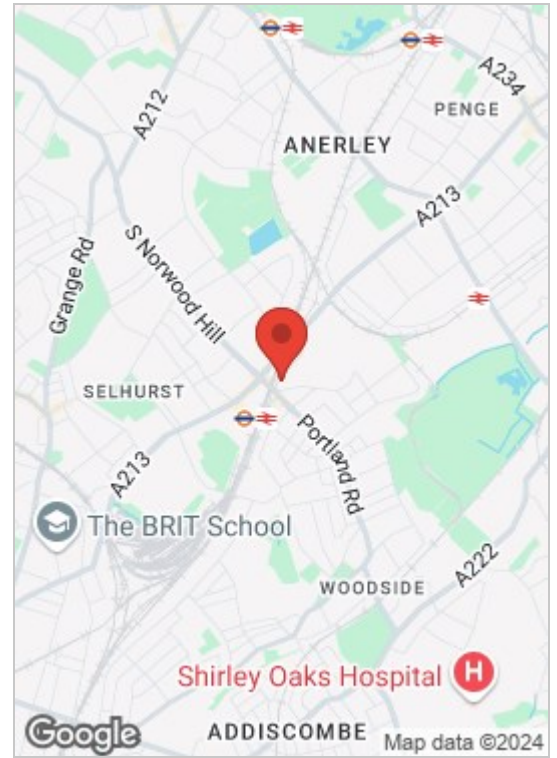 A234
PENGE
A212
ANERLEY
A213
S Norwood Hill
Grange Rd
SELHURST
Portland Rd
A213
The BRIT School
A222
WOODSIDE
Shirley Oaks Hospital
H
ADDISCOMBE
Google
Map data ©2024